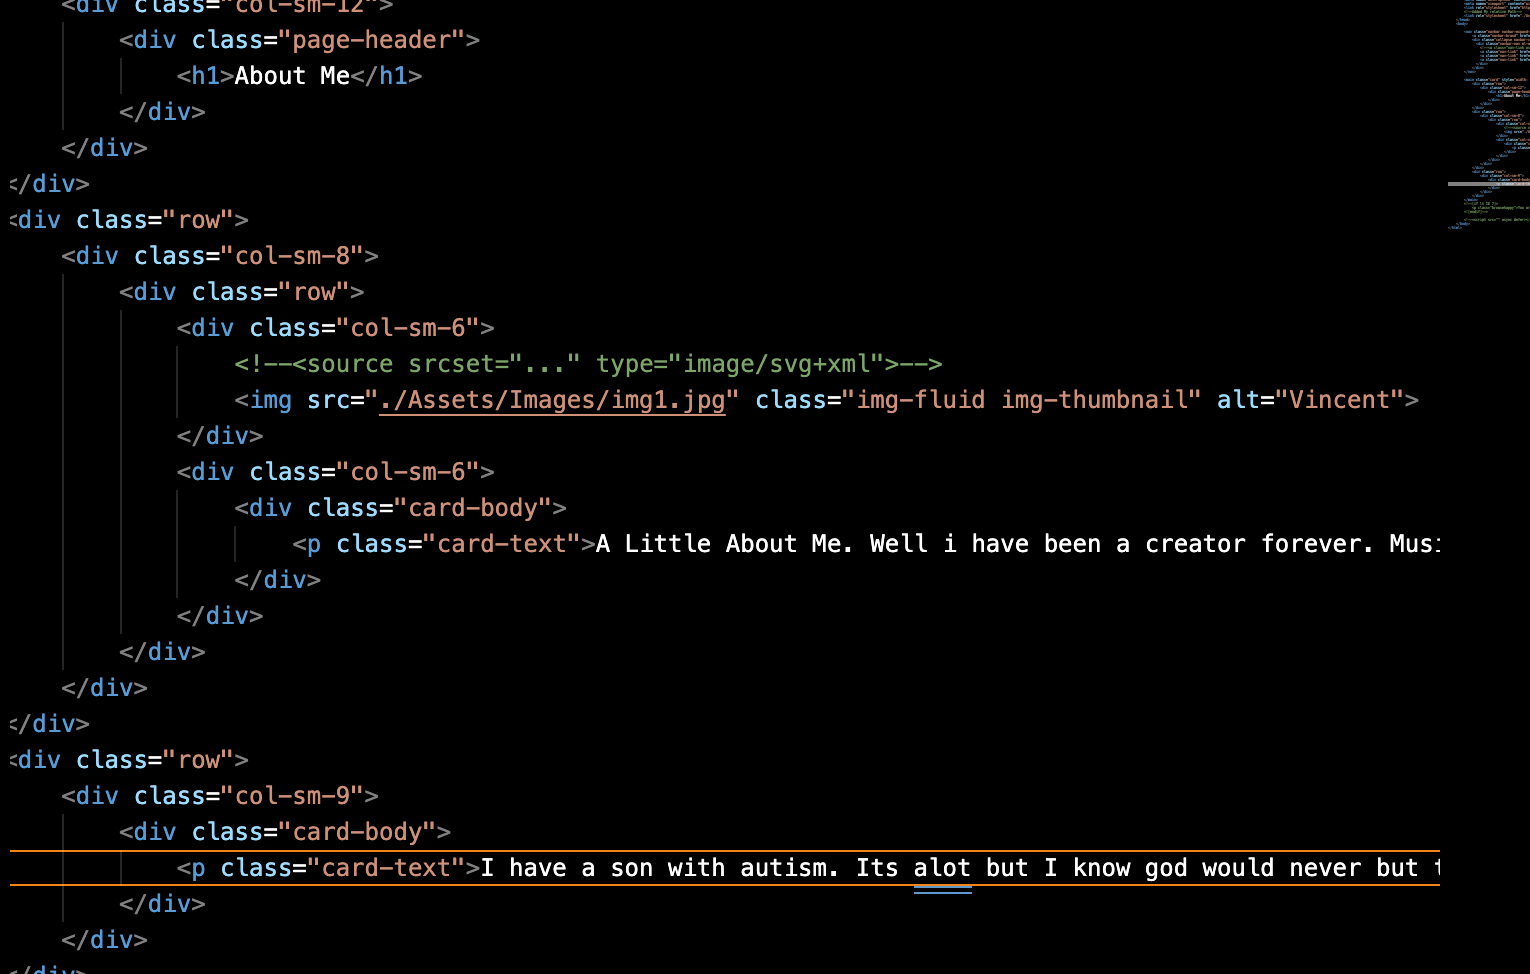 <div class="col-sm-12">
<div class="page-header">
<h1>About Me</h1>
</div>
</div>
</div>
<div class="row">
<div class="col-sm-8">
<div class="row">
<div class="col-sm-6">
<!--<source srcset="..." type="image/svg+xml">-->
<img src="./Assets/Images/img1.jpg" class="img-fluid img-thumbnail" alt="Vincent">
</div>
<div class="col-sm-6">
<div class="card-body">
<p class="card-text">A Little About Me. Well i have been a creator forever.
</div>
</div>
</div>
</div>
</div>
<div class="row">
<div class="col-sm-9">
<div class="card-body">
<p class="card-text">I have a son with autism. Its alot but I know god would never but
</div>
</div>
</div>